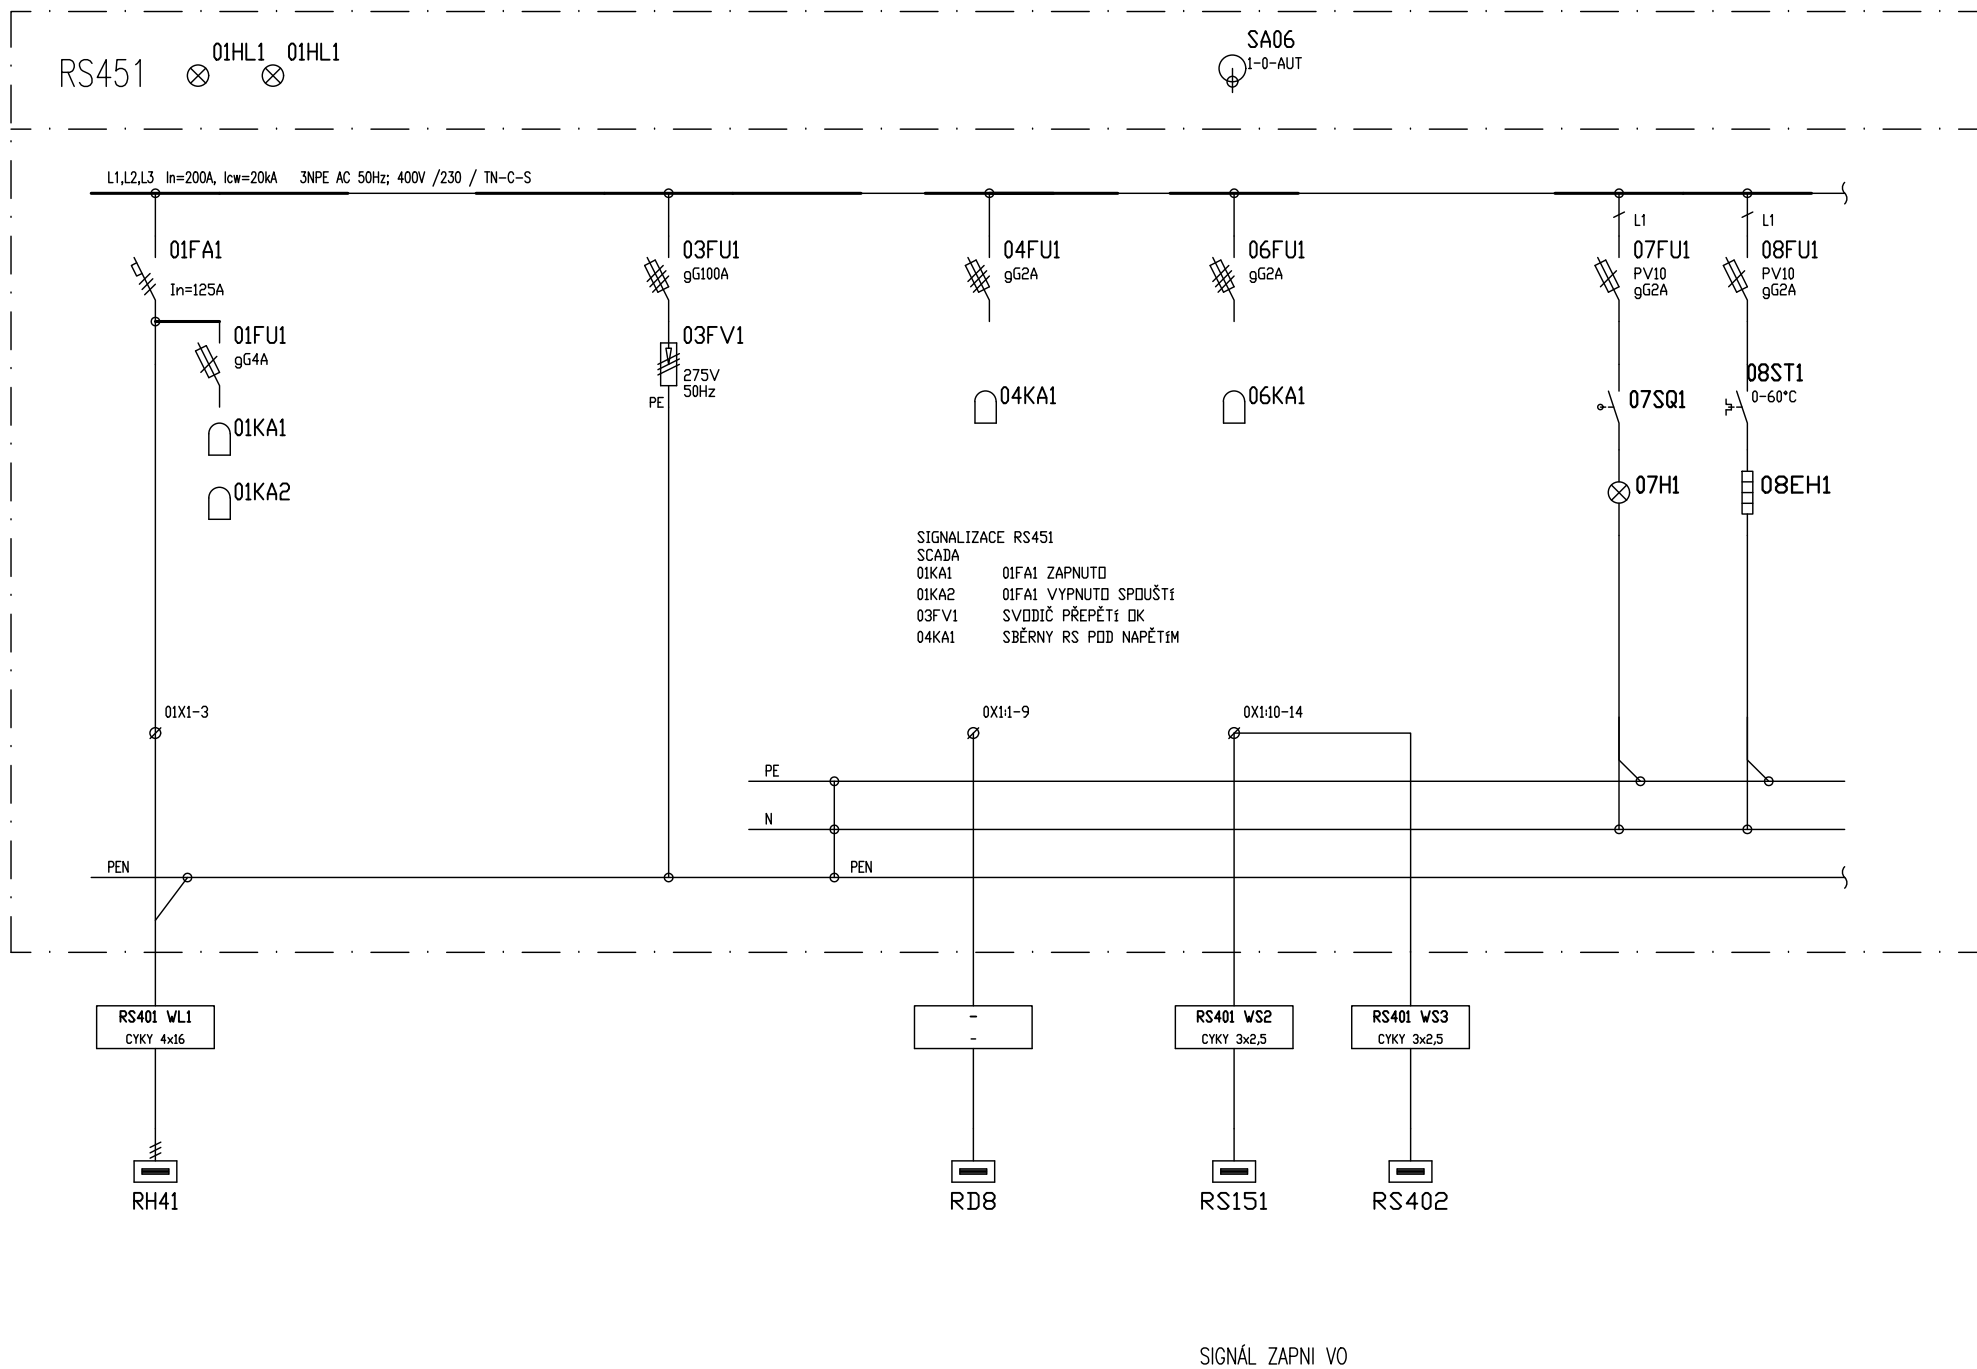 RS451
01HL1 01HL1
SA06
1-0-AUT
L1,L2,L3 In=200A, Icw=20kA 3NPE AC 50Hz; 400V /230 / TN-C-S
L1
L1
01FA1
In=125A
03FU1
gG100A
04FU1
gG2A
06FU1
gG2A
07FU1
PV10
gG2A
08FU1
PV10
gG2A
01FU1
gG4A
03FV1
275V
50Hz
PE
01KA1
01KA2
04KA1
06KA1
07SQ1
08ST1
0-60°C
07H1
08EH1
SIGNALIZACE RS451
SCADA
01KA1 01FA1 ZAPNUTO
01KA2 01FA1 VYPNUTO SPOUŠTÍ
03FV1 SVODIČ PŘEPĚTÍ OK
04KA1 SBĚRNY RS POD NAPĚTÍM
01X1-3
0X1:1-9
0X1:10-14
PE
N
PEN
PEN
RS401 WL1
CYKY 4x16
-
-
RS401 WS2
CYKY 3x2,5
RS401 WS3
CYKY 3x2,5
RH41
RD8
RS151
RS402
SIGNÁL ZAPNI VO